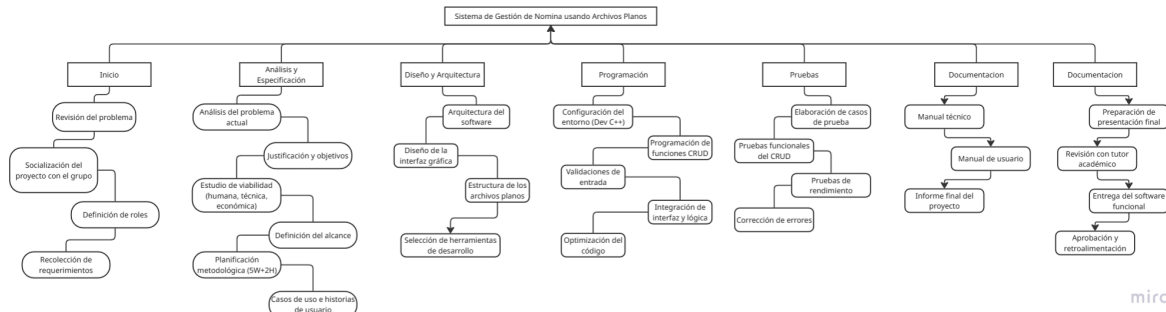 Sistema de Gestión de Nomina usando Archivos Planos
Inicio
Revisión del problema
Socialización del
proyecto con el grupo
Definición de roles
Recolección de
requerimientos
Análisis y
Especificación
Análisis del problema
actual
Justificación y objetivos
Estudio de viabilidad
(humana, técnica,
económica)
Definición del alcance
Planificación
metodológica (5W+2H)
Casos de uso e historias
de usuario
Diseño y Arquitectura
Arquitectura del
software
Diseño de la
interfaz gráfica
Estructura de los
archivos planos
Selección de herramientas
de desarrollo
Programación
Configuración del
entorno (Dev C++)
Programación de
funciones CRUD
Validaciones de
entrada
Integración de
interfaz y lógica
Optimización del
código
Pruebas
Elaboración de casos
de prueba
Pruebas funcionales
del CRUD
Pruebas de
rendimiento
Corrección de errores
Documentacion
Manual técnico
Manual de usuario
Informe final del
proyecto
Documentacion
Preparación de
presentación final
Revisión con tutor
académico
Entrega del software
funcional
Aprobación y
retroalimentación
miro